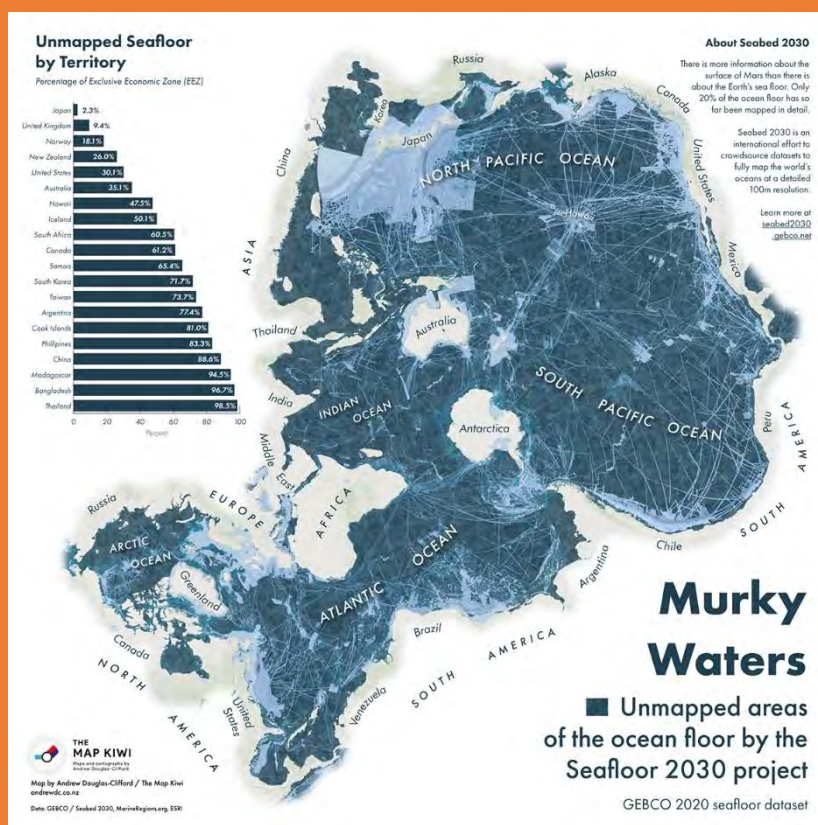 Unmapped Seafloor
by Territory
Percentage of Exclusive Economic Zone (EEZ)
Japan 2.3%
United Kingdom 9.4%
Norway 18.1%
New Zealand 26.0%
United States 30.1%
Australia 35.1%
Hawaii 47.5%
Iceland 50.1%
South Africa 60.5%
Canada 61.2%
Samoa 65.4%
South Korea 71.7%
Taiwan 73.7%
Argentina 77.4%
Cook Islands 81.0%
Phillipines 83.3%
China 88.6%
Madagascar 94.5%
Bangladesh 96.7%
Thailand 98.5%
0 20 40 60 80 100
Percent
About Seabed 2030
There is more information about the
surface of Mars than there is
about the Earth's sea floor. Only
20% of the ocean floor has so
far been mapped in detail.
Seabed 2030 is an
international effort to
crowdsource datasets to
fully map the world's
oceans at a detailed
100m resolution.
Learn more at
seabed2030
.gebco.net
Russia
Alaska
Canada
Korea
Japan
China
NORTH PACIFIC OCEAN
United States
Hawaii
Mexico
ASIA
Thailand
Australia
India
INDIAN
OCEAN
SOUTH PACIFIC OCEAN
Antarctica
Peru
SOUTH AMERICA
Middle East
EUROPE
AFRICA
Russia
ARCTIC
OCEAN
Greenland
ATLANTIC OCEAN
Chile
Argentina
Canada
NORTH AMERICA
United
States
Brazil
Venezuela
SOUTH AMERICA
Murky
Waters
Unmapped areas
of the ocean floor by the
Seafloor 2030 project
GEBCO 2020 seafloor dataset
THE
MAP KIWI
Maps and cartography by
Andrew Douglas-Clifford
Map by Andrew Douglas-Clifford / The Map Kiwi
andrewdc.co.nz
Data: GEBCO / Seabed 2030, MarineRegions.org, ESRI